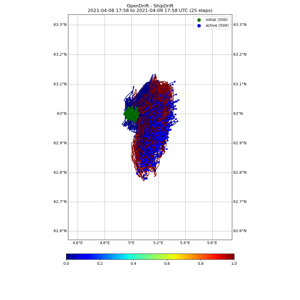 OpenDrift - ShipDrift
2021-04-08 17:58 to 2021-04-09 17:58 UTC (25 steps)
initial (500)
active (500)
63.3°N 63.3°N
63.2°N 63.2°N
63.1°N 63.1°N
63°N 63°N
62.9°N 62.9°N
62.8°N 62.8°N
62.7°N 62.7°N
62.6°N 62.6°N
4.6°E 4.8°E 5°E 5.2°E 5.4°E 5.6°E
0.0 0.2 0.4 0.6 0.8 1.0